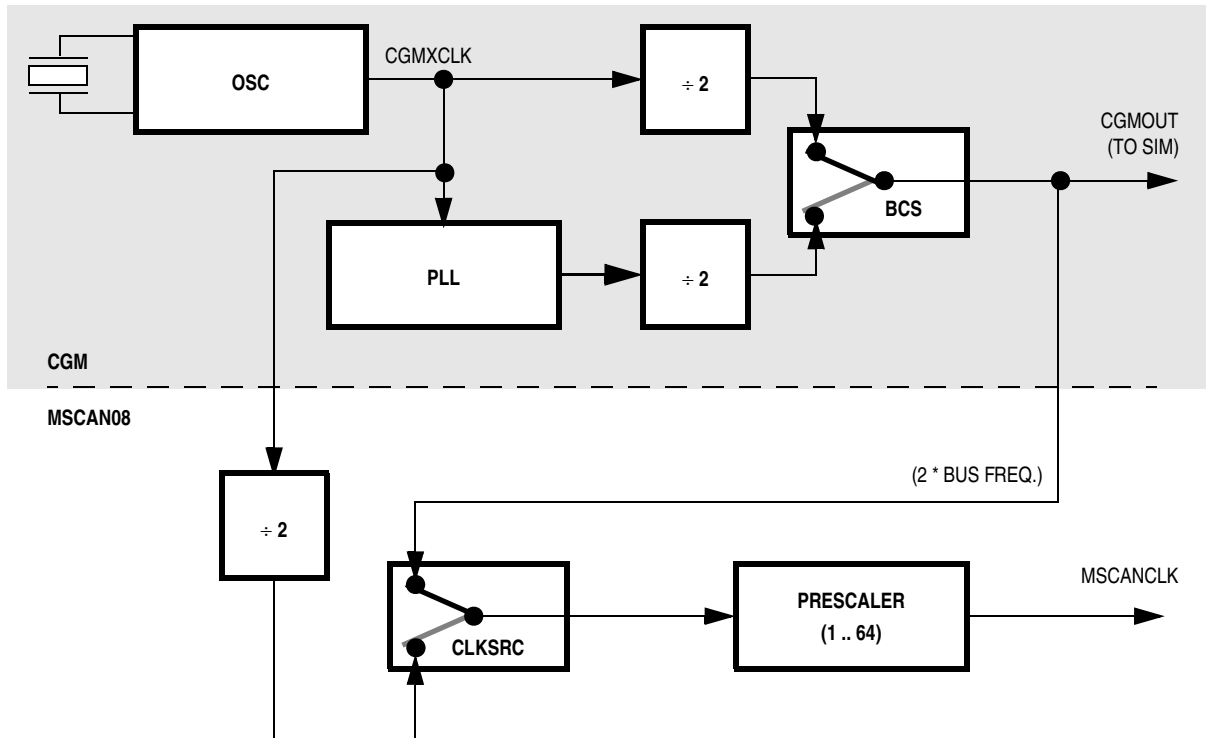 CGMXCLK
OSC
÷ 2
CGMOUT
(TO SIM)
BCS
PLL
÷ 2
CGM
MSCAN08
(2 * BUS FREQ.)
÷ 2
MSCANCLK
PRESCALER
(1 .. 64)
CLKSRC